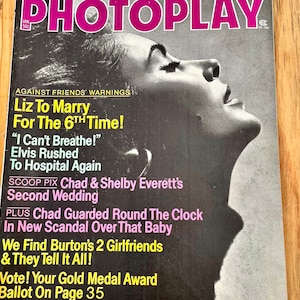 PHOTOPLAY
AGAINST FRIENDS' WARNINGS
Liz To Marry
For The 6TH Time!
"I Can't Breathe!"
Elvis Rushed
To Hospital Again
SCOOP PIX Chad & Shelby Everett's
Second Wedding
PLUS Chad Guarded Round The Clock
In New Scandal Over That Baby
We Find Burton's 2 Girlfriends
& They Tell It All!
Vote! Your Gold Medal Award
Ballot On Page 35